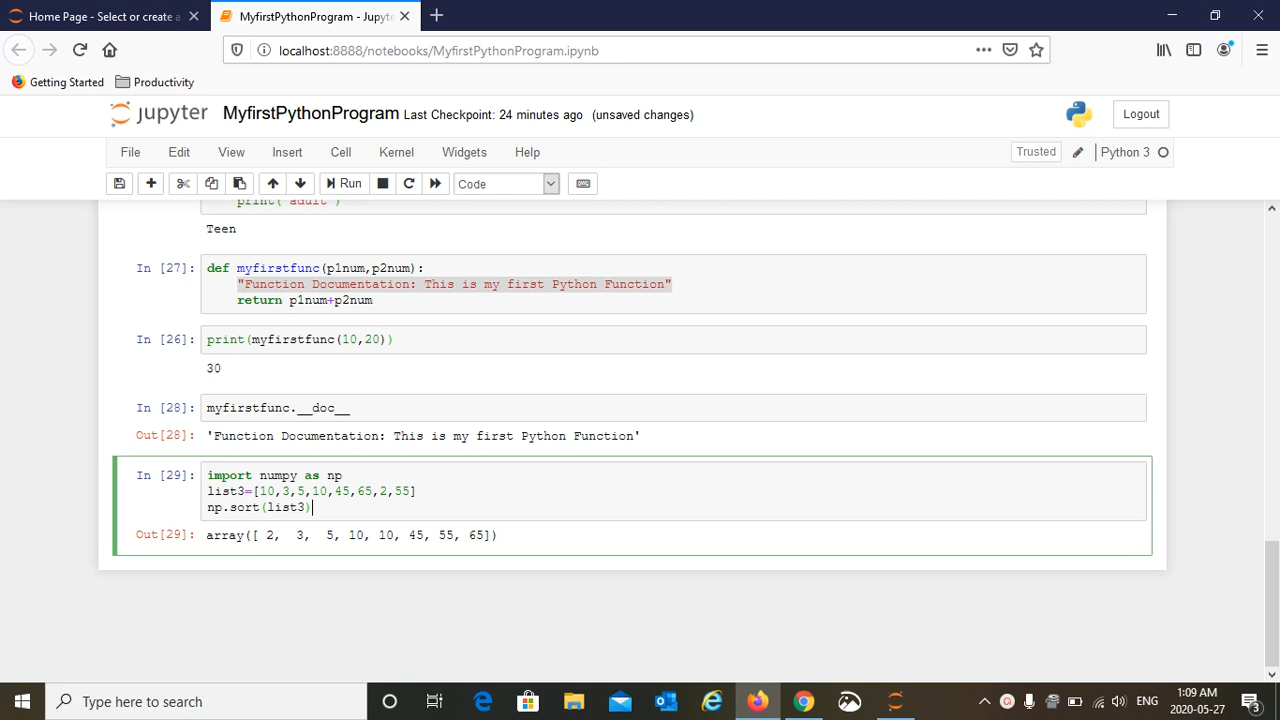 Home Page - Select or create a
MyfirstPythonProgram - Jupyte
localhost:8888/notebooks/MyfirstPythonProgram.ipynb
Getting Started
Productivity
jupyter
MyfirstPythonProgram
Last Checkpoint: 24 minutes ago
(unsaved changes)
Logout
File
Edit
View
Insert
Cell
Kernel
Widgets
Help
Trusted
Python 3
Run
Code
print("adult")
Teen
In [27]:
def myfirstfunc(p1num,p2num):
"Function Documentation: This is my first Python Function"
return p1num+p2num
In [26]:
print(myfirstfunc(10,20))
30
In [28]:
myfirstfunc.__doc__
Out[28]:
'Function Documentation: This is my first Python Function'
In [29]:
import numpy as np
list3=[10,3,5,10,45,65,2,55]
np.sort(list3)
Out[29]:
array([ 2,  3,  5, 10, 10, 45, 55, 65])
Type here to search
ENG
1:09 AM
2020-05-27
3